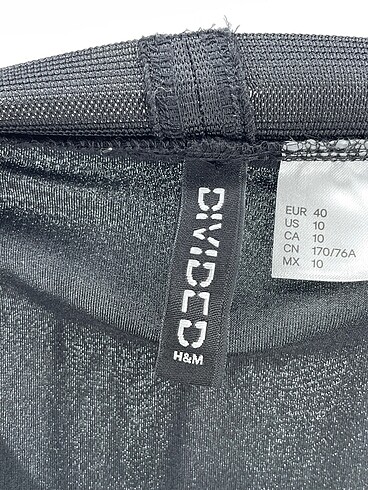 DIVIDED
H&M
EUR 40
US 10
CA 10
CN 170/76A
MX 10